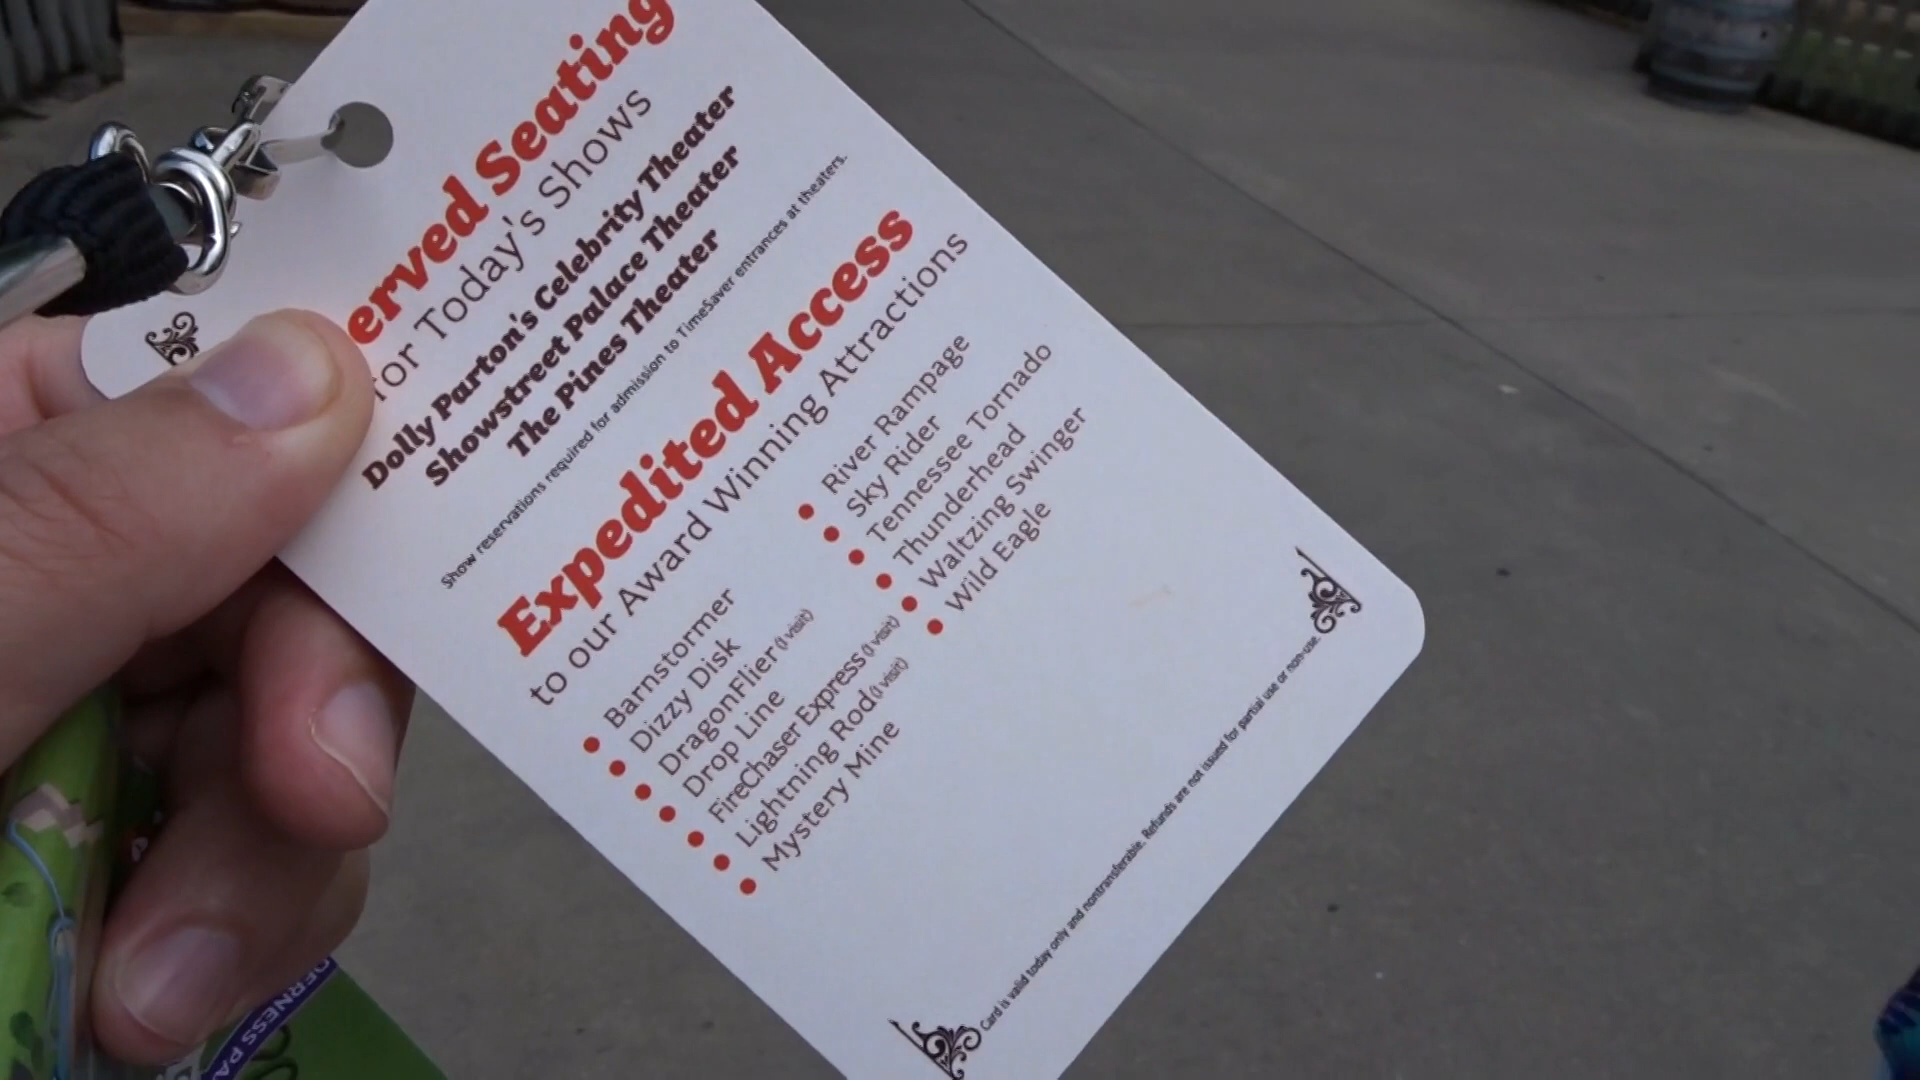 erved Seating
for Today's Shows
Dolly Parton's Celebrity Theater
Showstreet Palace Theater
The Pines Theater
Show reservations required for admission to TimeSaver entrances at theaters.
Expedited Access
to our Award Winning Attractions
• Barnstormer
• Dizzy Disk
• DragonFlier (1 visit)
• Drop Line
• FireChaser Express (1 visit)
• Lightning Rod (1 visit)
• Mystery Mine
• River Rampage
• Sky Rider
• Tennessee Tornado
• Thunderhead
• Waltzing Swinger
• Wild Eagle
Card is valid today only and nontransferable. Refunds are not issued for partial use or non-use.
DERNESS PA